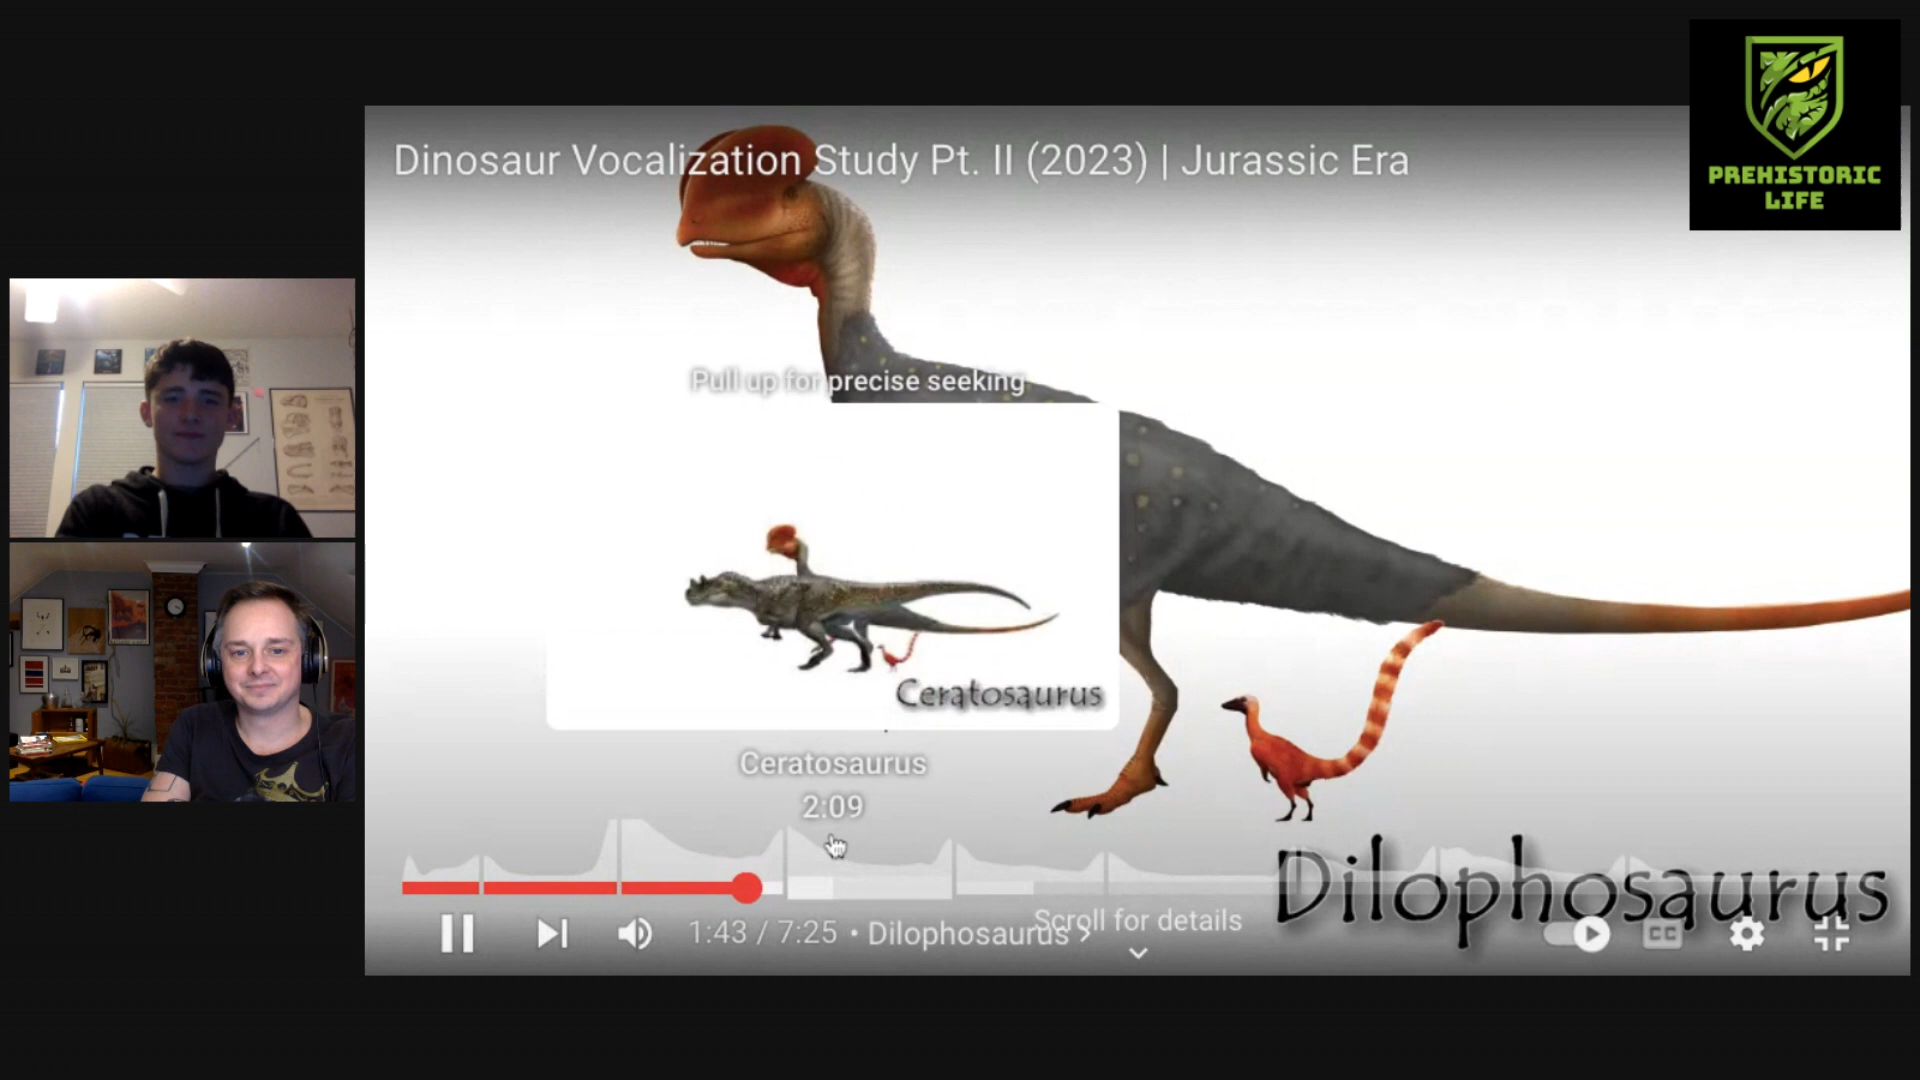 PREHISTORIC
LIFE
Dinosaur Vocalization Study Pt. II (2023) | Jurassic Era
Pull up for precise seeking
Ceratosaurus
Ceratosaurus
2:09
Dilophosaurus
1:43 / 7:25 • Dilophosaurus ›
Scroll for details
CC